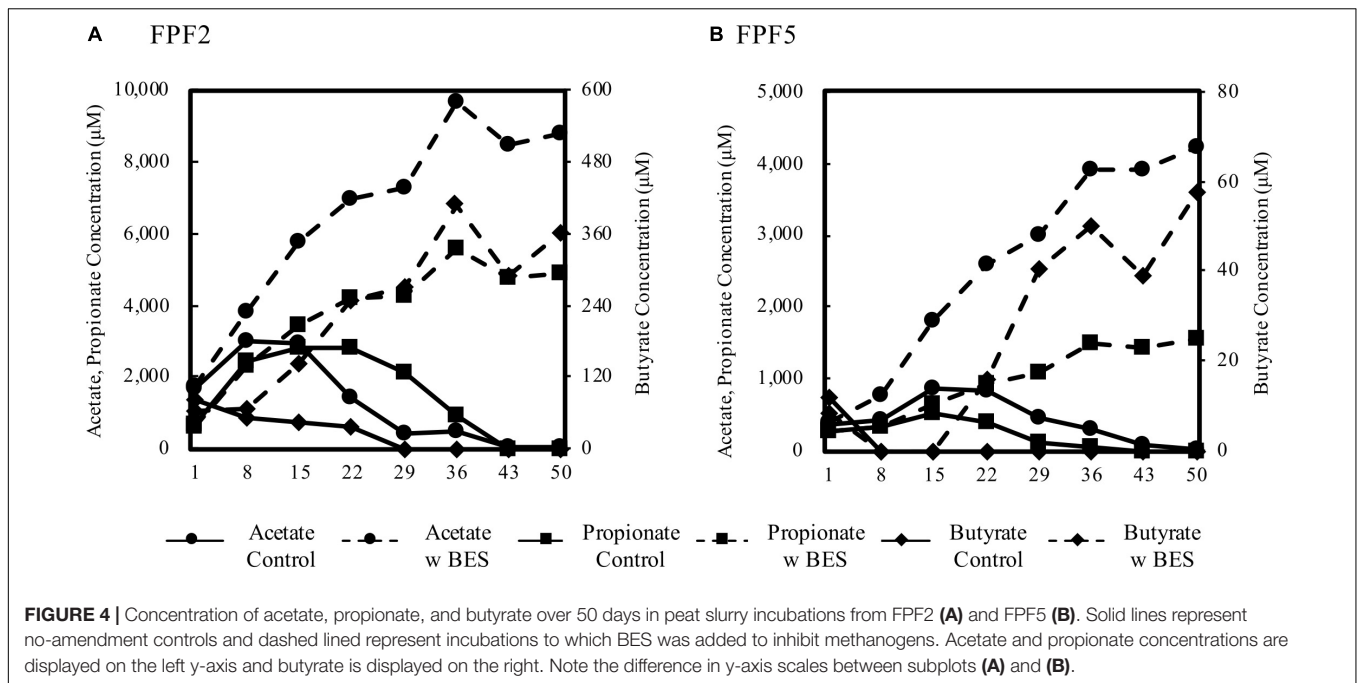 A FPF2
B FPF5
Acetate, Propionate Concentration (µM)
10,000
8,000
6,000
4,000
2,000
0
600
480
360
240
120
0
Butyrate Concentration (µM)
1 8 15 22 29 36 43 50
Acetate, Propionate Concentration (µM)
5,000
4,000
3,000
2,000
1,000
0
80
60
40
20
0
Butyrate Concentration (µM)
1 8 15 22 29 36 43 50
Acetate Control
Acetate w BES
Propionate Control
Propionate w BES
Butyrate Control
Butyrate w BES
FIGURE 4 | Concentration of acetate, propionate, and butyrate over 50 days in peat slurry incubations from FPF2 (A) and FPF5 (B). Solid lines represent
no-amendment controls and dashed lined represent incubations to which BES was added to inhibit methanogens. Acetate and propionate concentrations are
displayed on the left y-axis and butyrate is displayed on the right. Note the difference in y-axis scales between subplots (A) and (B).